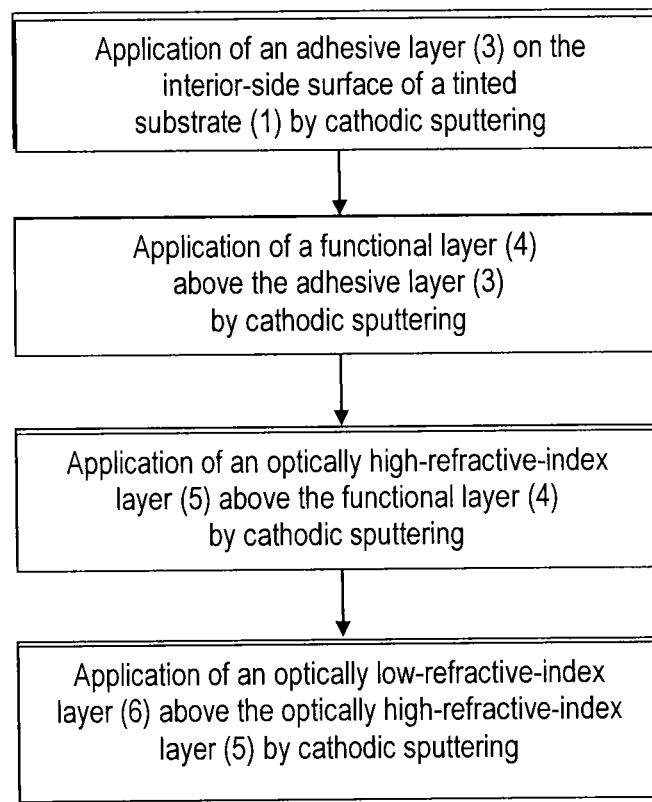 Application of an adhesive layer (3) on the
interior-side surface of a tinted
substrate (1) by cathodic sputtering
Application of a functional layer (4)
above the adhesive layer (3)
by cathodic sputtering
Application of an optically high-refractive-index
layer (5) above the functional layer (4)
by cathodic sputtering
Application of an optically low-refractive-index
layer (6) above the optically high-refractive-index
layer (5) by cathodic sputtering